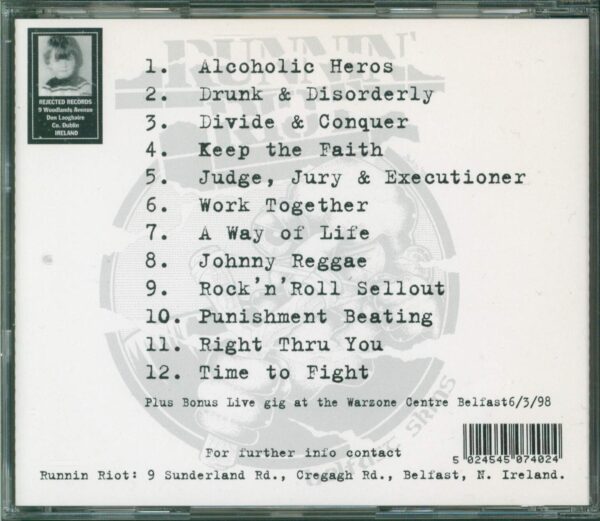 RUNNIN'
RIOT
REJECTED RECORDS
9 Woodlands Avenue
Dun Laoghaire
Co. Dublin
IRELAND
1. Alcoholic Heros
2. Drunk & Disorderly
3. Divide & Conquer
4. Keep the Faith
5. Judge, Jury & Executioner
6. Work Together
7. A Way of Life
8. Johnny Reggae
9. Rock'n'Roll Sellout
10. Punishment Beating
11. Right Thru You
12. Time to Fight
Plus Bonus Live gig at the Warzone Centre Belfast6/3/98
belfast skins
For further info contact
5 024545 074024
Runnin Riot: 9 Sunderland Rd., Cregagh Rd., Belfast, N. Ireland.